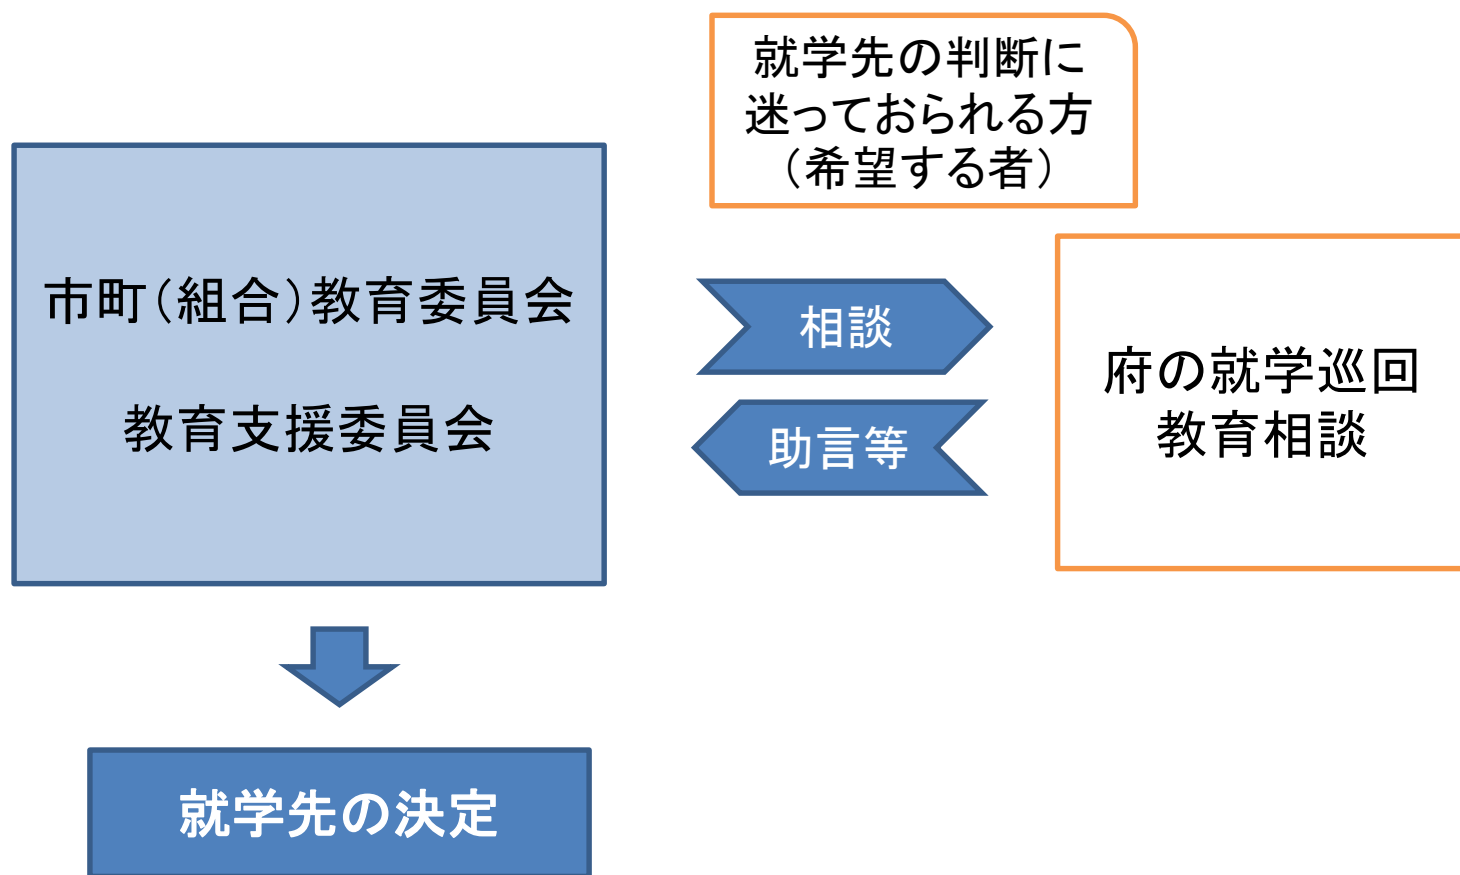 就学先の判断に
迷っておられる方
（希望する者）
市町（組合）教育委員会
教育支援委員会
相談
助言等
府の就学巡回
教育相談
就学先の決定